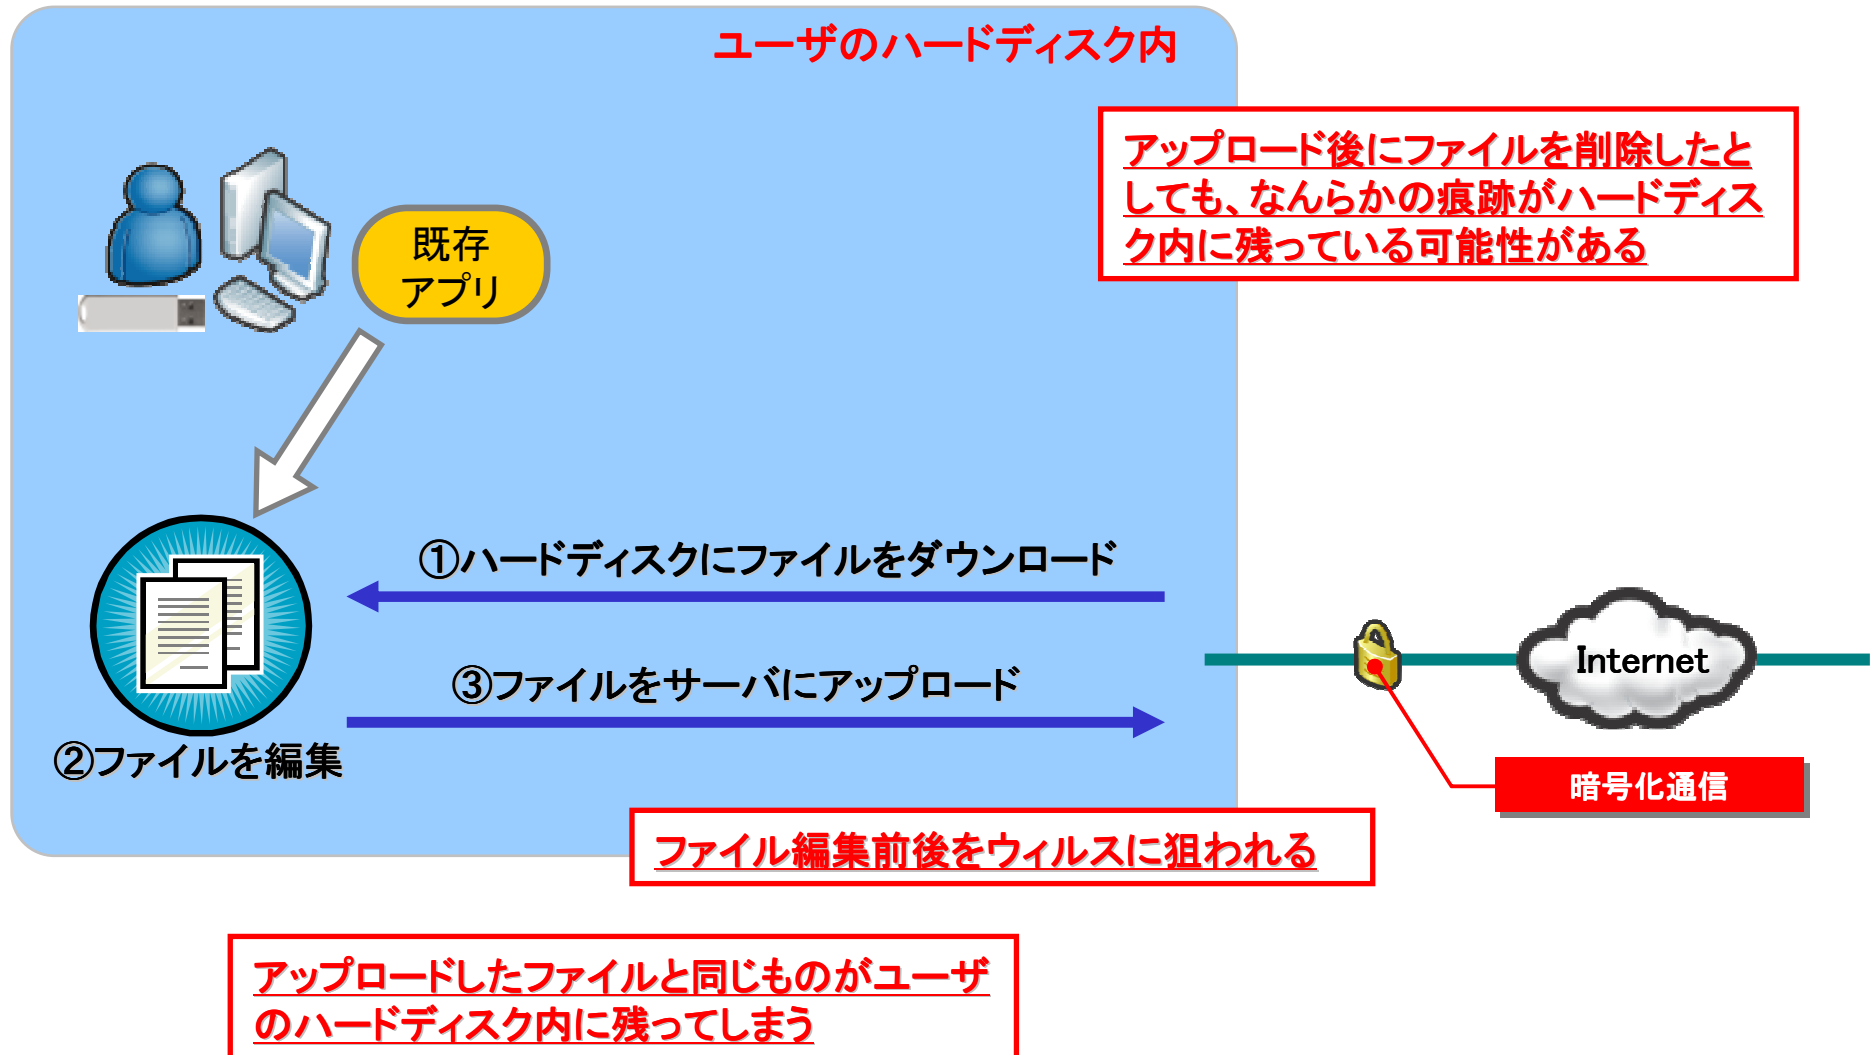 ユーザのハードディスク内
アップロード後にファイルを削除したと
しても、なんらかの痕跡がハードディス
ク内に残っている可能性がある
既存
アプリ
①ハードディスクにファイルをダウンロード
③ファイルをサーバにアップロード
Internet
②ファイルを編集
暗号化通信
ファイル編集前後をウィルスに狙われる
アップロードしたファイルと同じものがユーザ
のハードディスク内に残ってしまう